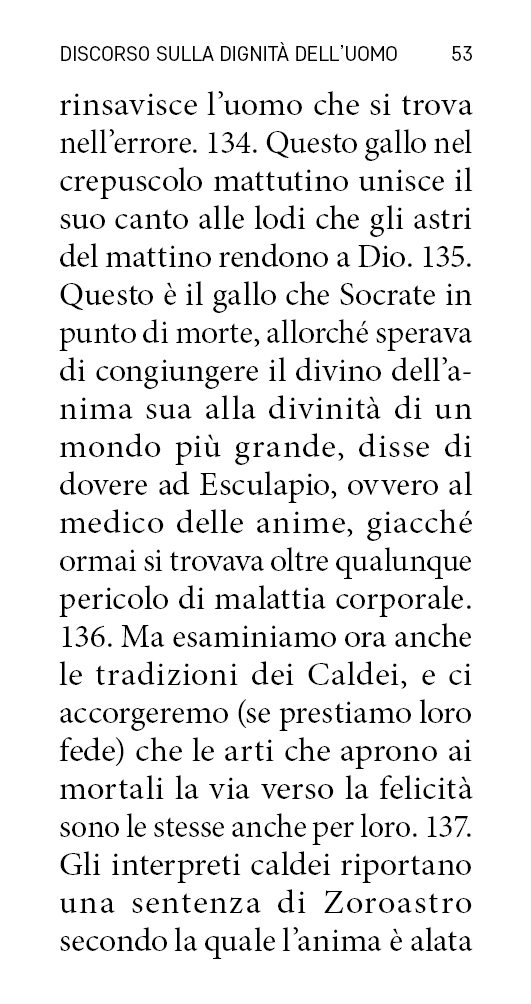 DISCORSO SULLA DIGNITÀ DELL’UOMO 53
rinsavisce l’uomo che si trova
nell’errore. 134. Questo gallo nel
crepuscolo mattutino unisce il
suo canto alle lodi che gli astri
del mattino rendono a Dio. 135.
Questo è il gallo che Socrate in
punto di morte, allorché sperava
di congiungere il divino dell’a-
nima sua alla divinità di un
mondo più grande, disse di
dovere ad Esculapio, ovvero al
medico delle anime, giacché
ormai si trovava oltre qualunque
pericolo di malattia corporale.
136. Ma esaminiamo ora anche
le tradizioni dei Caldei, e ci
accorgeremo (se prestiamo loro
fede) che le arti che aprono ai
mortali la via verso la felicità
sono le stesse anche per loro. 137.
Gli interpreti caldei riportano
una sentenza di Zoroastro
secondo la quale l’anima è alata